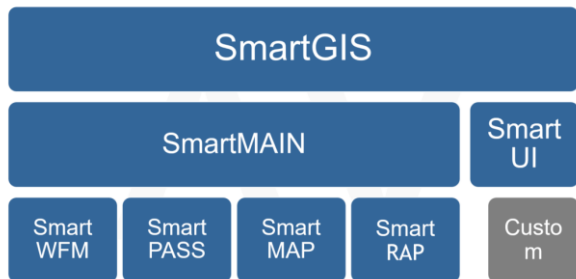 SmartGIS
SmartMAIN
Smart
UI
Smart
WFM
Smart
PASS
Smart
MAP
Smart
RAP
Custo
m